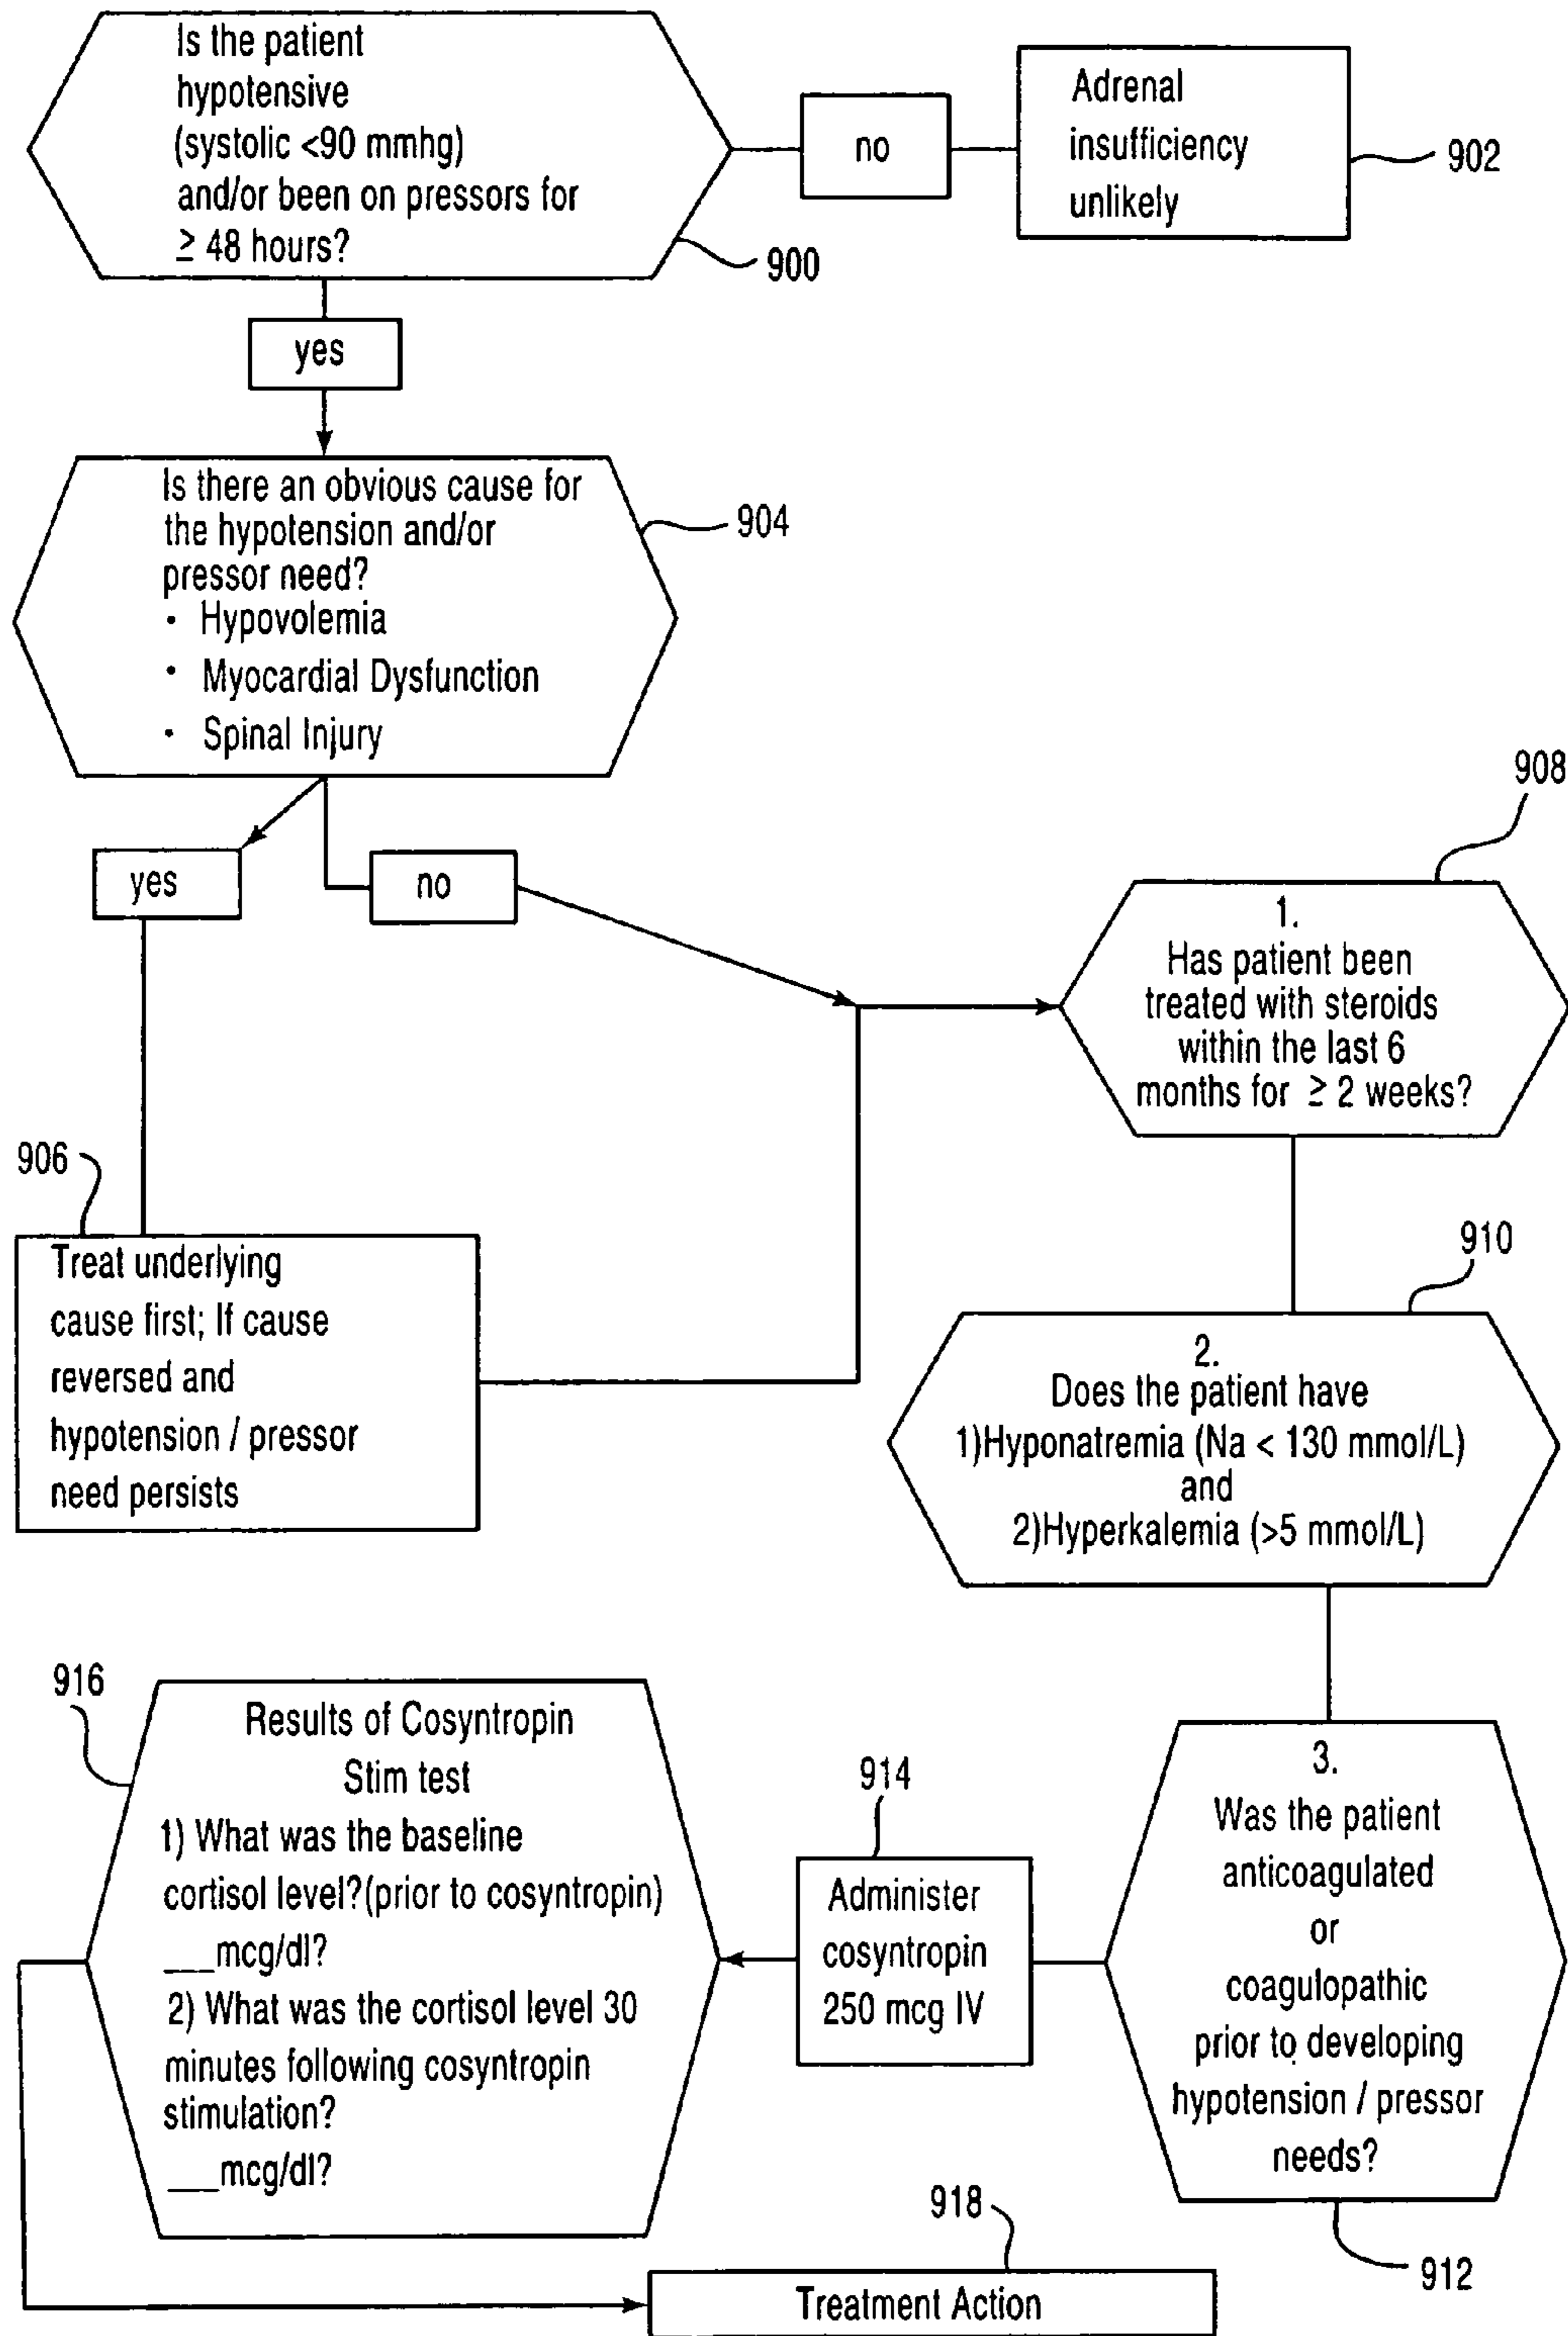 Is the patient
hypotensive
(systolic <90 mmhg)
and/or been on pressors for
≥ 48 hours?
no
Adrenal
insufficiency
unlikely
902
900
yes
Is there an obvious cause for
the hypotension and/or
pressor need?
· Hypovolemia
· Myocardial Dysfunction
· Spinal Injury
904
yes
no
908
1.
Has patient been
treated with steroids
within the last 6
months for ≥ 2 weeks?
906
Treat underlying
cause first; If cause
reversed and
hypotension / pressor
need persists
910
2.
Does the patient have
1)Hyponatremia (Na < 130 mmol/L)
and
2)Hyperkalemia (>5 mmol/L)
916
Results of Cosyntropin
Stim test
1) What was the baseline
cortisol level?(prior to cosyntropin)
___mcg/dl?
2) What was the cortisol level 30
minutes following cosyntropin
stimulation?
___mcg/dl?
914
Administer
cosyntropin
250 mcg IV
3.
Was the patient
anticoagulated
or
coagulopathic
prior to developing
hypotension / pressor
needs?
912
918
Treatment Action